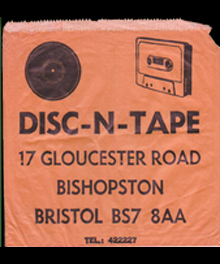 DISC-N-TAPE
17 GLOUCESTER ROAD
BISHOPSTON
BRISTOL BS7 8AA
TEL: 422227